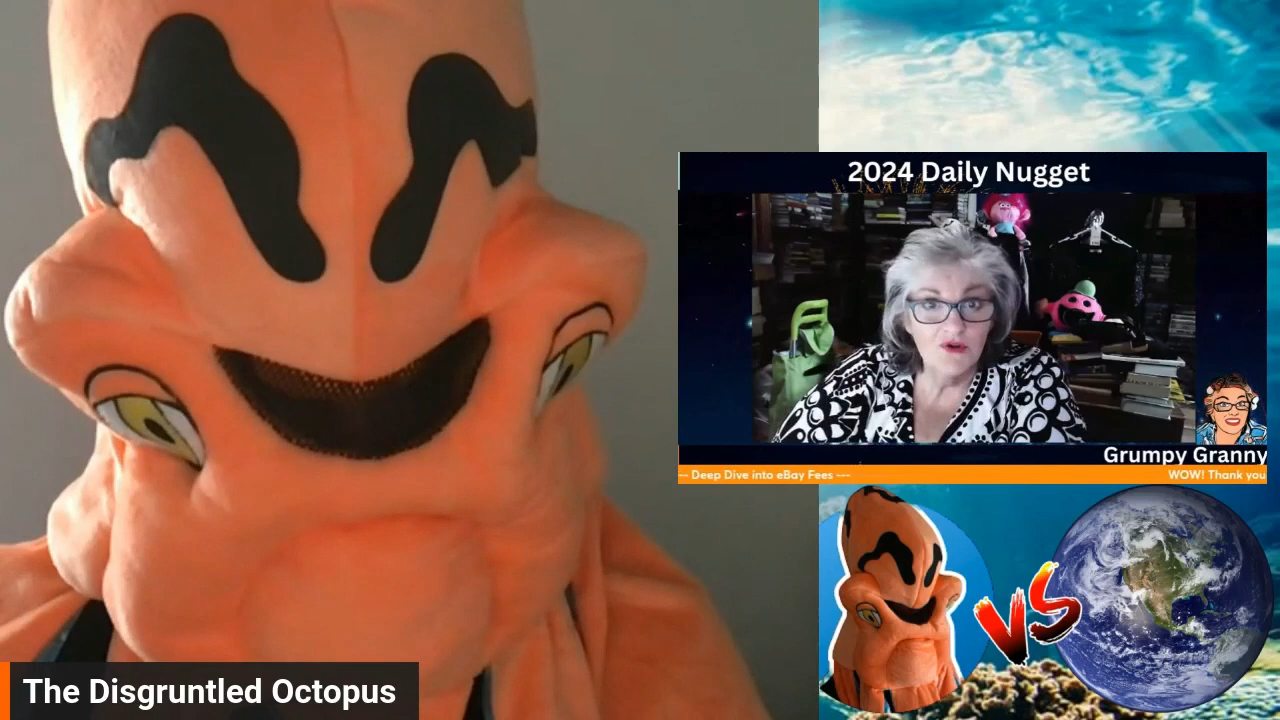 2024 Daily Nugget
Grumpy Granny
--- Deep Dive into eBay Fees ---
WOW! Thank you
VS
The Disgruntled Octopus